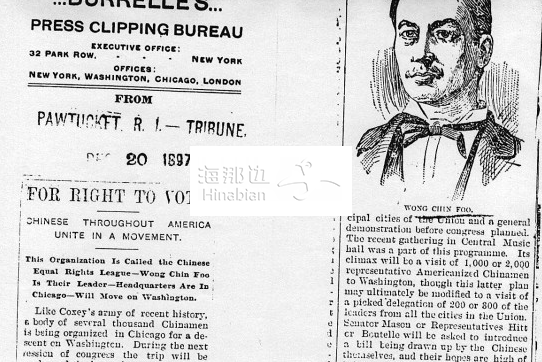 ...BURRELLE'S...
PRESS CLIPPING BUREAU
EXECUTIVE OFFICE:
32 PARK ROW, - - - NEW YORK
OFFICES:
NEW YORK, WASHINGTON, CHICAGO, LONDON
FROM
PAWTUCKET. R. I.— TRIBUNE.
DEC 20 1897
FOR RIGHT TO VOT
CHINESE THROUGHOUT AMERICA
UNITE IN A MOVEMENT.
This Organization Is Called the Chinese
Equal Rights League—Wong Chin Foo
Is Their Leader—Headquarters Are In
Chicago—Will Move on Washington.
Like Coxey's army of recent history,
a body of several thousand Chinamen
is being organized in Chicago for a de-
scent on Washington. During the next
session of congress the trip will be
海那边
Hinabian
WONG CHIN FOO.
cipal cities of the Union and a general
demonstration before congress planned.
The recent gathering in Central Music
hall was a part of this programme. Its
climax will be a visit of 1,000 or 2,000
representative Americanized Chinamen
to Washington, though this latter plan
may ultimately be modified to a visit of
a picked delegation of 200 or 800 of the
leaders from all the cities in the Union.
Senator Mason or Representatives Hitt
or Boutelle will be asked to introduce
a bill being drawn up by the Chinese
themselves, and their hopes are high of